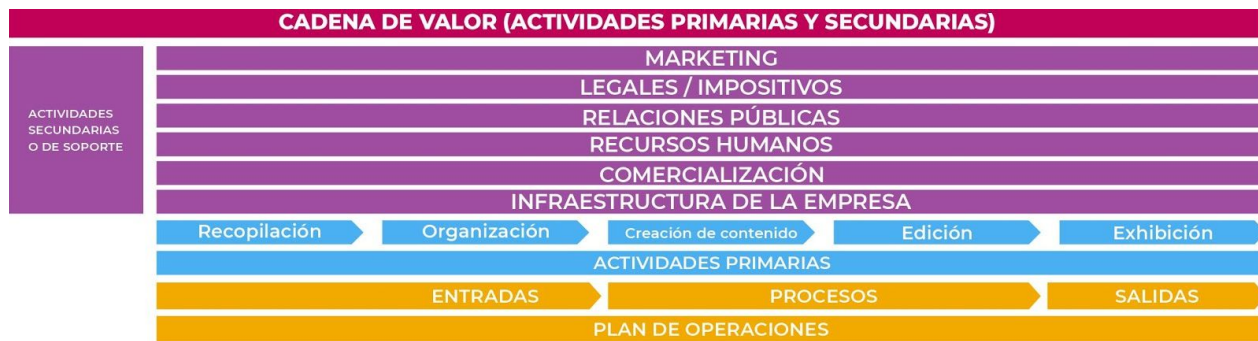 CADENA DE VALOR (ACTIVIDADES PRIMARIAS Y SECUNDARIAS)
ACTIVIDADES
SECUNDARIAS
O DE SOPORTE
MARKETING
LEGALES / IMPOSITIVOS
RELACIONES PÚBLICAS
RECURSOS HUMANOS
COMERCIALIZACIÓN
INFRAESTRUCTURA DE LA EMPRESA
Recopilación
Organización
Creación de contenido
Edición
Exhibición
ACTIVIDADES PRIMARIAS
ENTRADAS
PROCESOS
SALIDAS
PLAN DE OPERACIONES